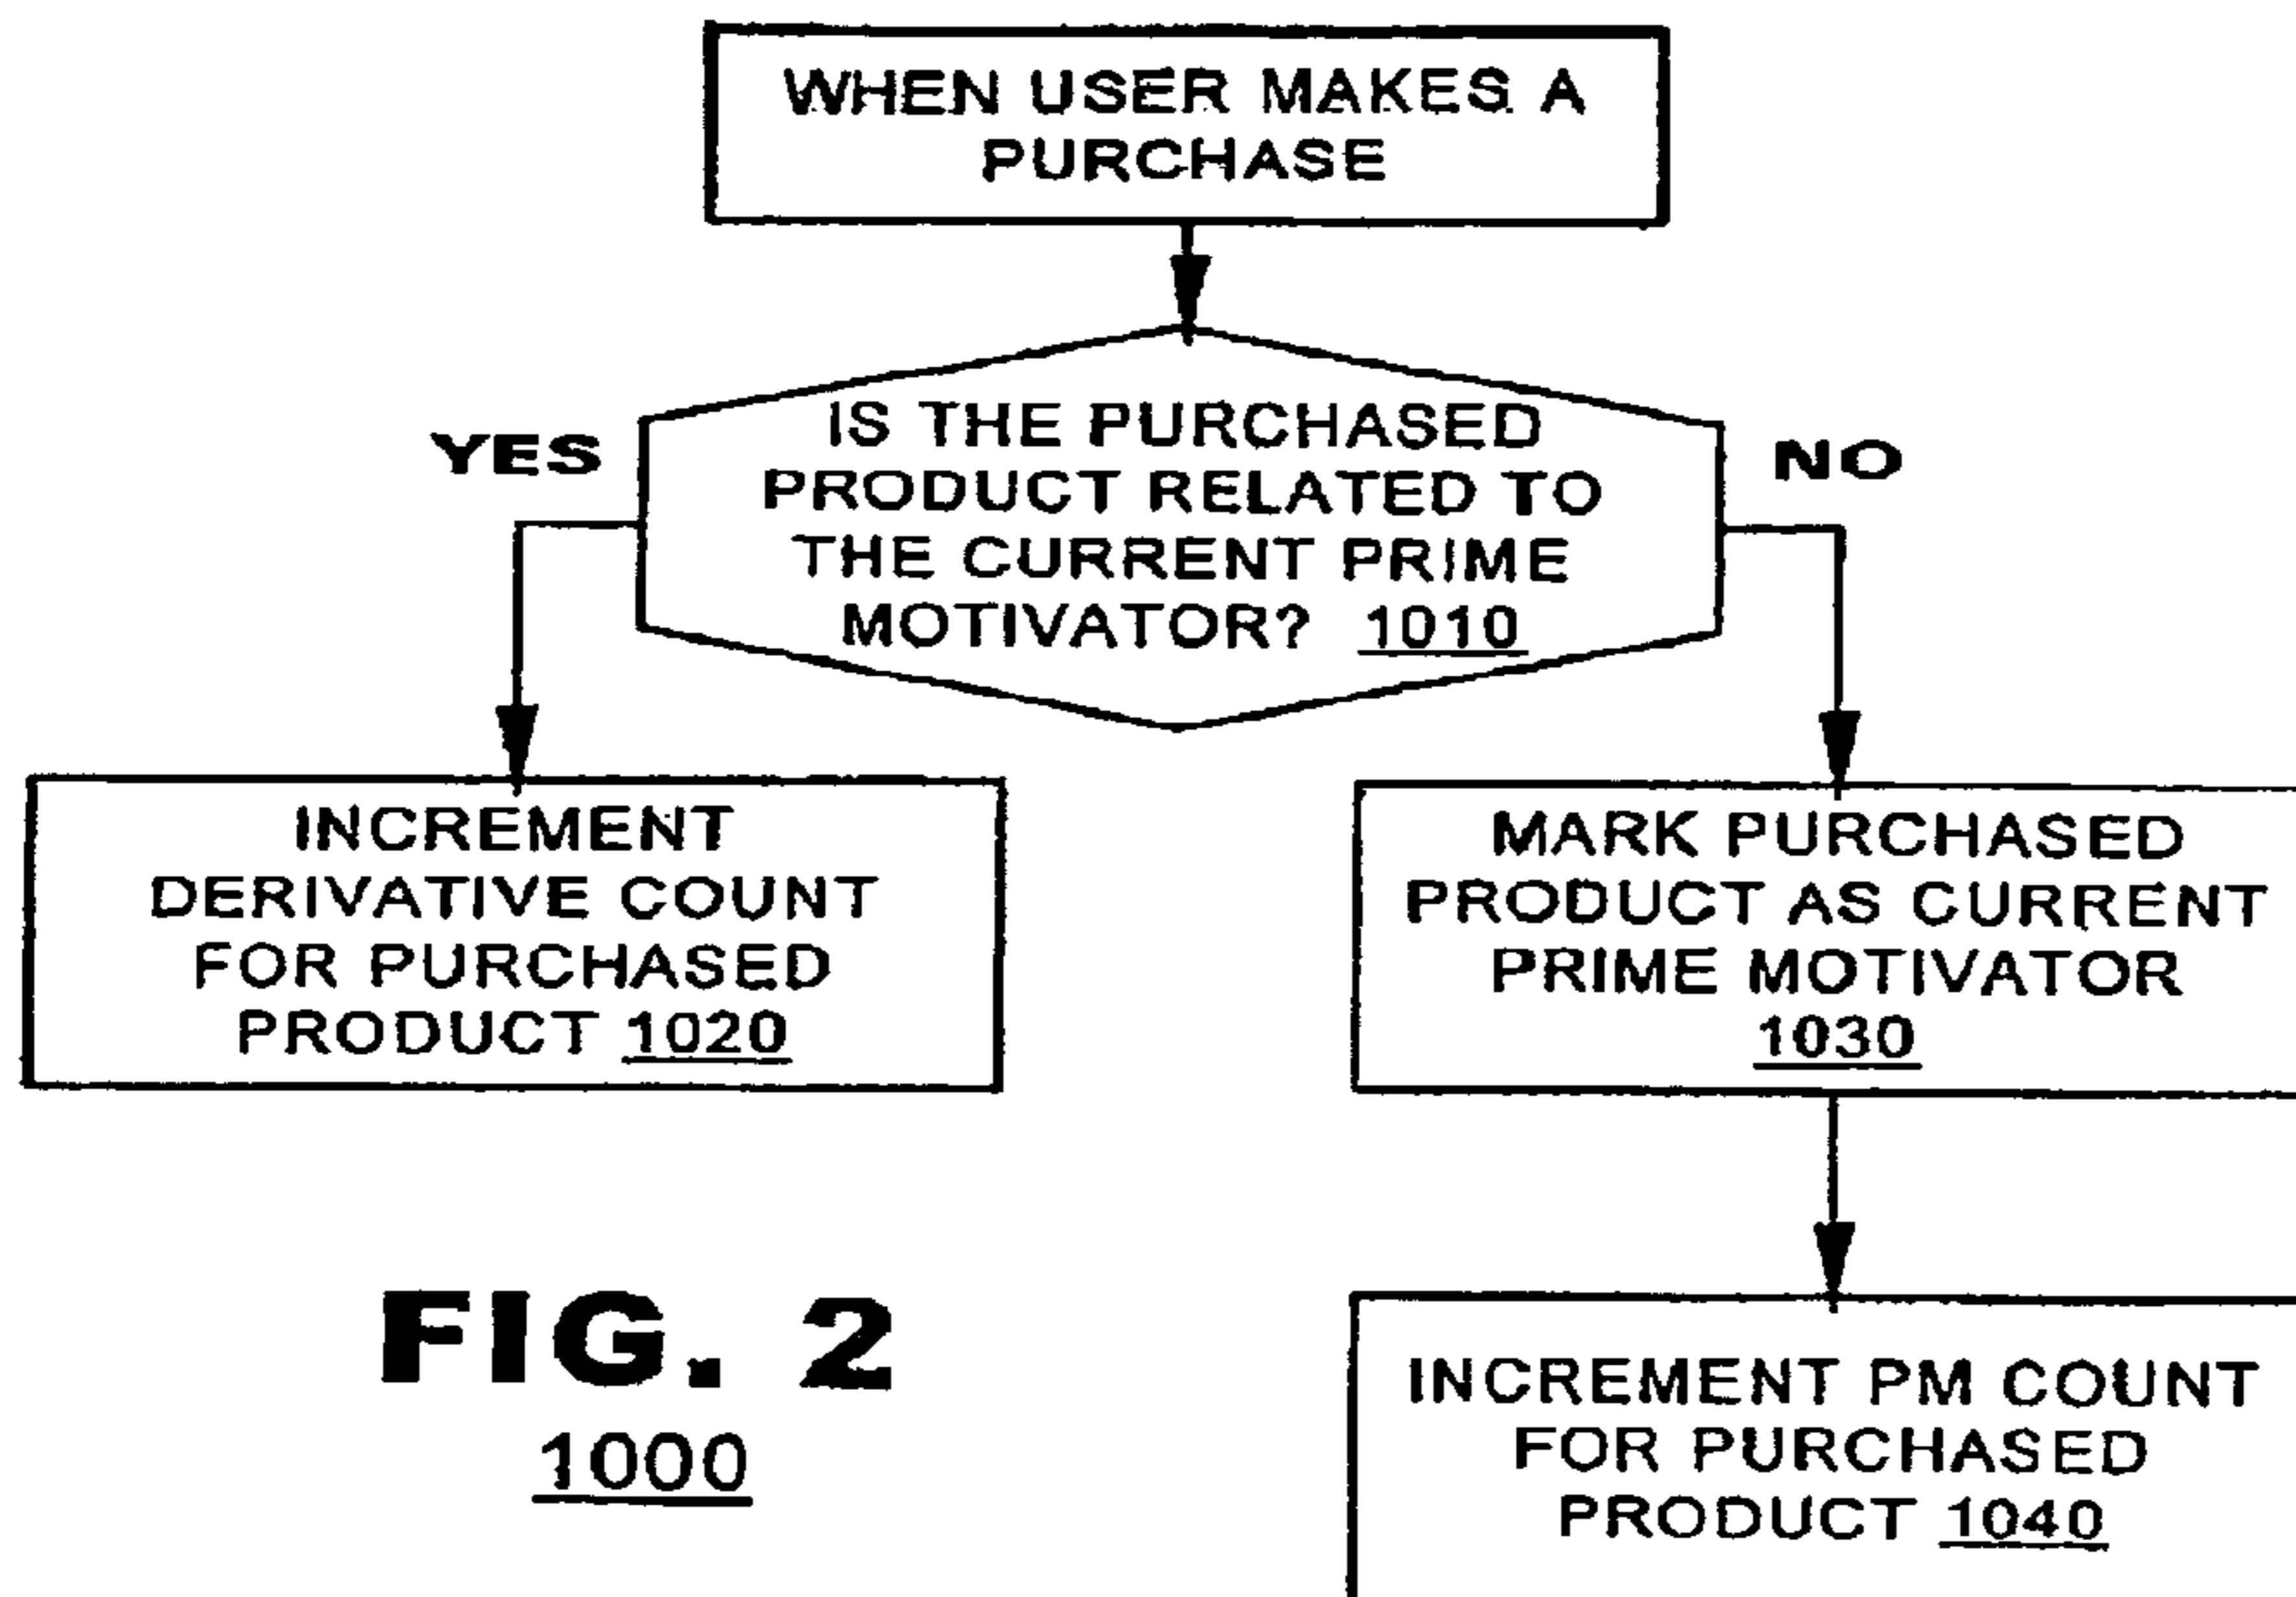 WHEN USER MAKES A
PURCHASE
YES
IS THE PURCHASED
PRODUCT RELATED TO
THE CURRENT PRIME
MOTIVATOR? 1010
NO
INCREMENT
DERIVATIVE COUNT
FOR PURCHASED
PRODUCT 1020
MARK PURCHASED
PRODUCT AS CURRENT
PRIME MOTIVATOR
1030
INCREMENT PM COUNT
FOR PURCHASED
PRODUCT 1040
FIG. 2
1000